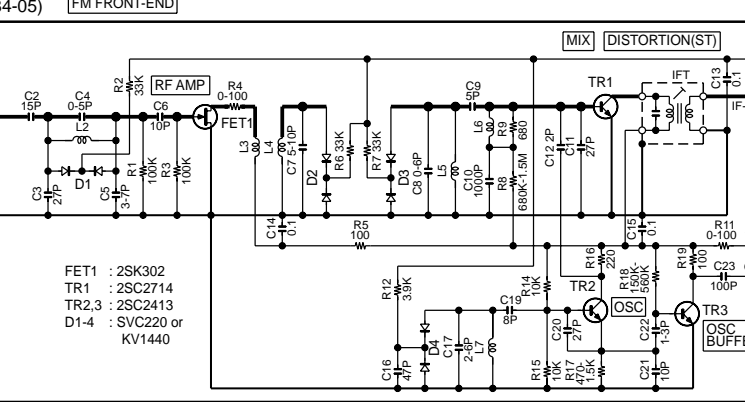 34-05)
FM FRONT-END
MIX
DISTORTION(ST)
C2
15P
C4
0-5P
L2
R2
33K
RF AMP
C6
10P
R4
0-100
FET1
C3
27P
D1
C5
3-7P
R1
100K
R3
100K
L3
L4
C7 5-10P
D2
R6 33K
R7 33K
D3
C8 0-6P
L5
C9
5P
L6
R9
680
C10
1000P
R8
680K-1.5M
C12 2P
C11
27P
TR1
IFT
C13
0.1
IF-
C14
0.1
R5
100
C15
0.1
R11
0-100
FET1 : 2SK302
TR1 : 2SC2714
TR2,3 : 2SC2413
D1-4 : SVC220 or
KV1440
R12
3.9K
R14
10K
R16
220
R18
150K-
560K
R19
100
C23
100P
TR2
OSC
TR3
OSC
BUFFE
C19
8P
C20
27P
C22
1-3P
C16
47P
D4
C17
2-6P
L7
R15
10K
R17
470-
1.5K
C21
10P